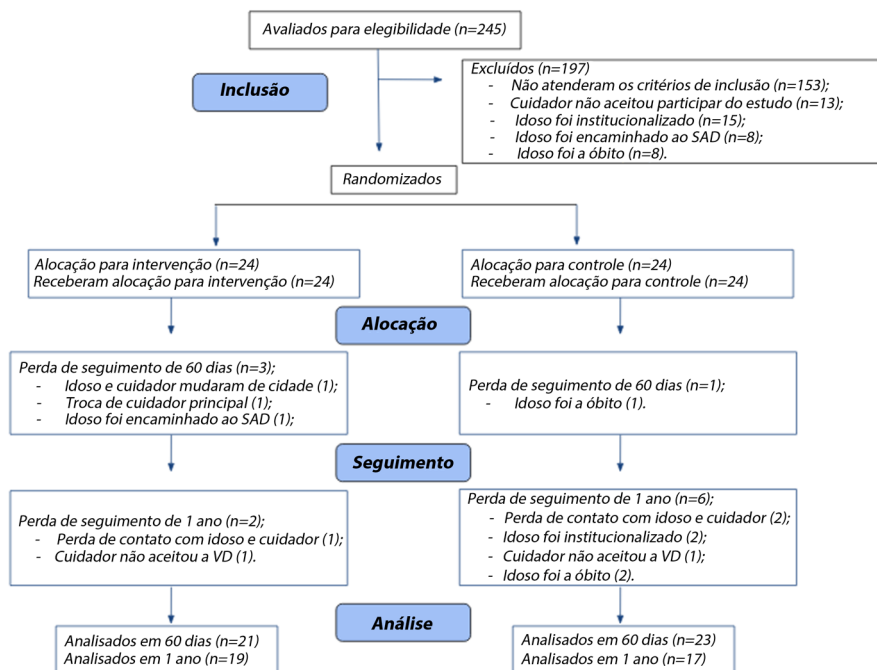 Avaliados para elegibilidade (n=245)
Inclusão
Excluídos (n=197)
- Não atenderam os critérios de inclusão (n=153);
- Cuidador não aceitou participar do estudo (n=13);
- Idoso foi institucionalizado (n=15);
- Idoso foi encaminhado ao SAD (n=8);
- Idoso foi a óbito (n=8).
Randomizados
Alocação para intervenção (n=24)
Receberam alocação para intervenção (n=24)
Alocação para controle (n=24)
Receberam alocação para controle (n=24)
Alocação
Perda de seguimento de 60 dias (n=3);
- Idoso e cuidador mudaram de cidade (1);
- Troca de cuidador principal (1);
- Idoso foi encaminhado ao SAD (1);
Perda de seguimento de 60 dias (n=1);
- Idoso foi a óbito (1).
Seguimento
Perda de seguimento de 1 ano (n=2);
- Perda de contato com idoso e cuidador (1);
- Cuidador não aceitou a VD (1).
Perda de seguimento de 1 ano (n=6);
- Perda de contato com idoso e cuidador (2);
- Idoso foi institucionalizado (2);
- Cuidador não aceitou a VD (1);
- Idoso foi a óbito (2).
Análise
Analisados em 60 dias (n=21)
Analisados em 1 ano (n=19)
Analisados em 60 dias (n=23)
Analisados em 1 ano (n=17)